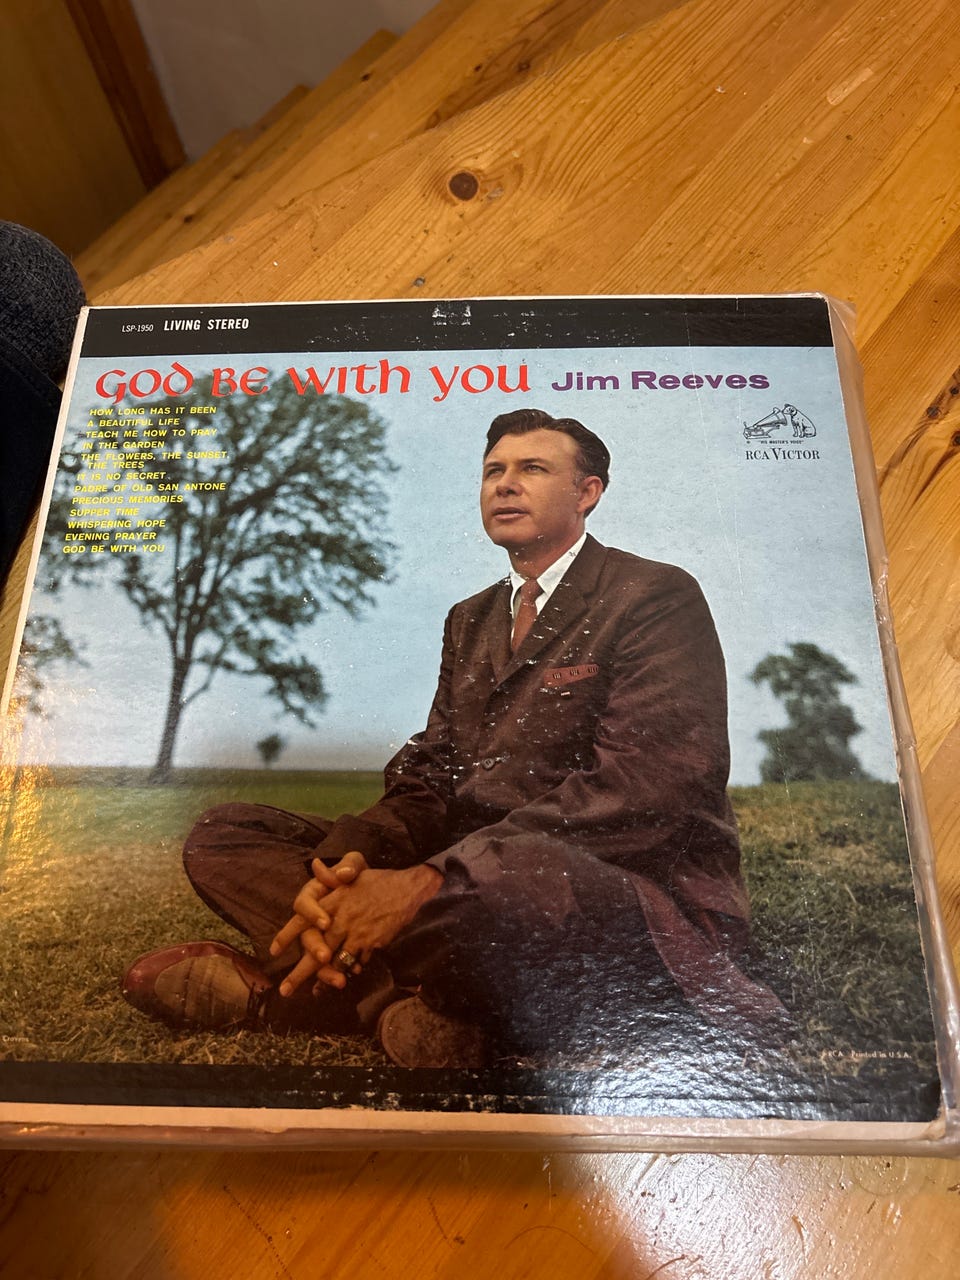 LSP-1950 LIVING STEREO
GOD BE WITH YOU Jim Reeves
HOW LONG HAS IT BEEN
A BEAUTIFUL LIFE
TEACH ME HOW TO PRAY
IN THE GARDEN
THE FLOWERS, THE SUNSET,
THE TREES
IT IS NO SECRET
PADRE OF OLD SAN ANTONE
PRECIOUS MEMORIES
SUPPER TIME
WHISPERING HOPE
EVENING PRAYER
GOD BE WITH YOU
"HIS MASTER'S VOICE"
RCA VICTOR
Cravens
RCA Printed in U.S.A.